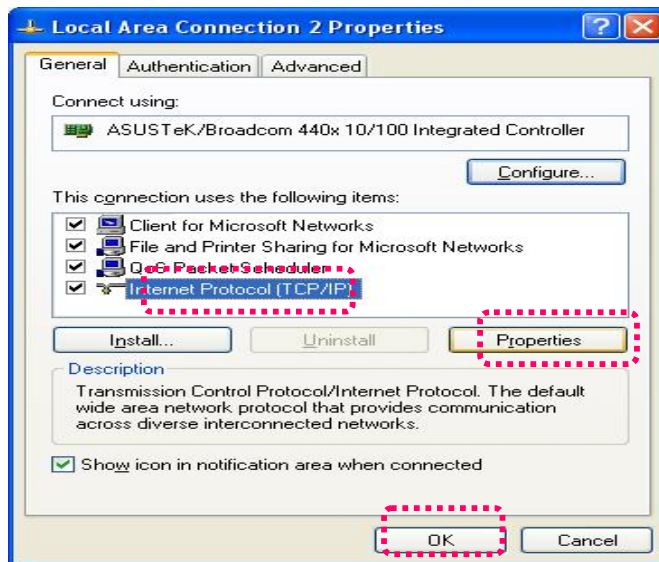 Local Area Connection 2 Properties
General Authentication Advanced
Connect using:
ASUSTeK/Broadcom 440x 10/100 Integrated Controller
Configure...
This connection uses the following items:
Client for Microsoft Networks
File and Printer Sharing for Microsoft Networks
QoS Packet Scheduler
Internet Protocol (TCP/IP)
Install... Uninstall Properties
Description
Transmission Control Protocol/Internet Protocol. The default
wide area network protocol that provides communication
across diverse interconnected networks.
Show icon in notification area when connected
OK Cancel